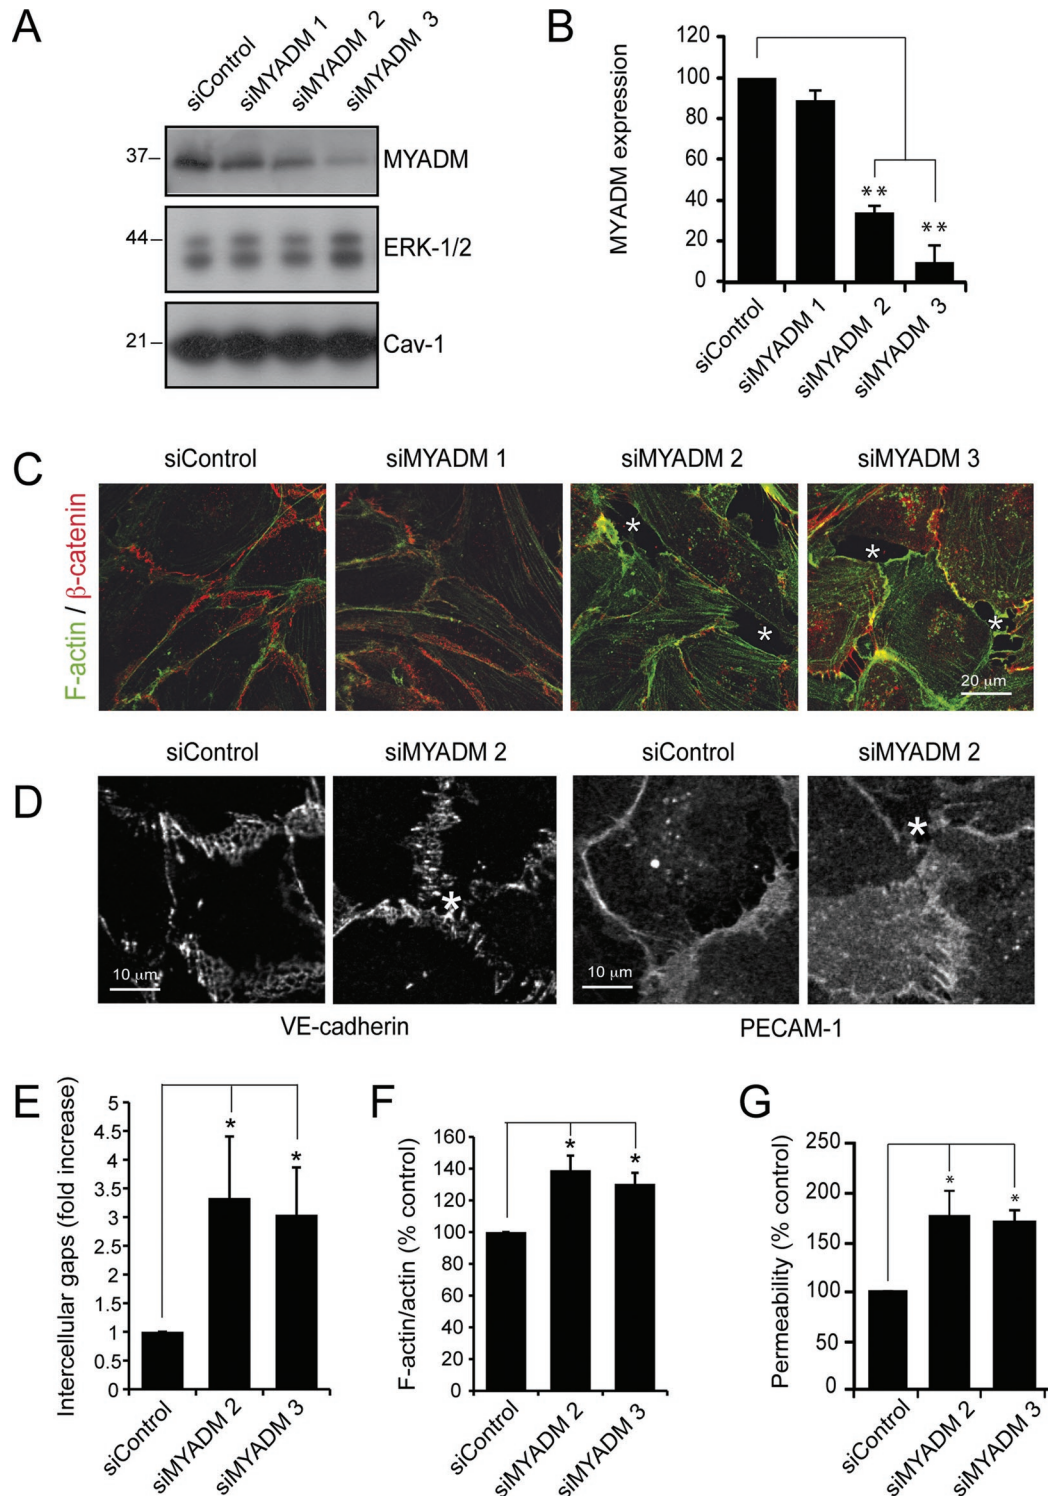 A
siControl
siMYADM 1
siMYADM 2
siMYADM 3
37
MYADM
44
ERK-1/2
21
Cav-1
B
MYADM expression
120
100
80
60
40
20
0
**
**
siControl
siMYADM 1
siMYADM 2
siMYADM 3
C
siControl
siMYADM 1
siMYADM 2
siMYADM 3
F-actin / β-catenin
*
*
*
*
20 µm
D
siControl
siMYADM 2
siControl
siMYADM 2
*
*
10 µm
10 µm
VE-cadherin
PECAM-1
E
Intercellular gaps (fold increase)
5
4.5
4
3.5
3
2.5
2
1.5
1
0.5
0
*
*
siControl
siMYADM 2
siMYADM 3
F
F-actin/actin (% control)
160
140
120
100
80
60
40
20
0
*
*
siControl
siMYADM 2
siMYADM 3
G
Permeability (% control)
250
200
150
100
50
0
*
*
siControl
siMYADM 2
siMYADM 3